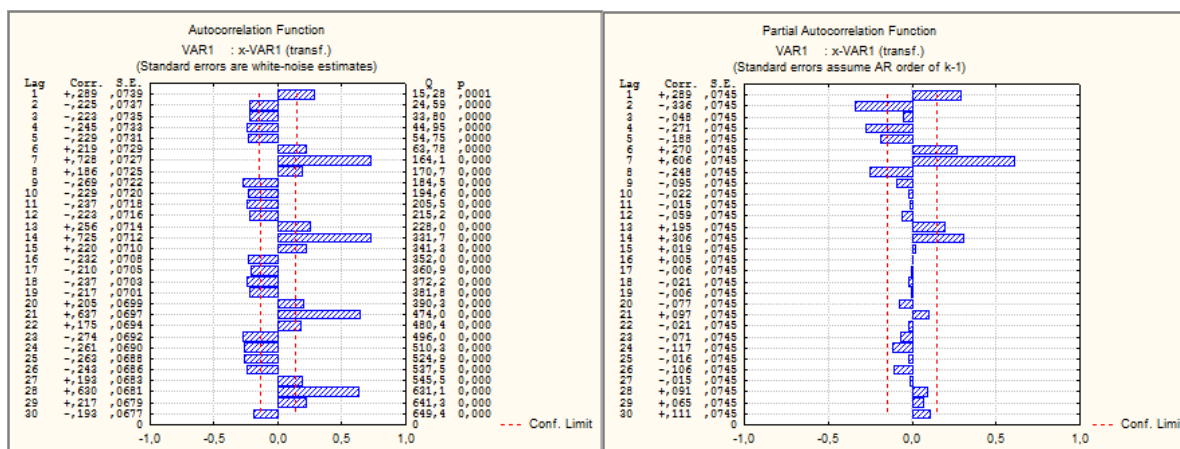 Autocorrelation Function
VAR1 : x-VAR1 (transf.)
(Standard errors are white-noise estimates)
Lag Corr. S.E. Q p
1 +,289 ,0739 15,28 ,0001
2 -,225 ,0737 24,59 ,0000
3 -,223 ,0735 33,80 ,0000
4 -,245 ,0733 44,95 ,0000
5 -,229 ,0731 54,75 ,0000
6 +,219 ,0729 63,78 ,0000
7 +,728 ,0727 164,1 0,000
8 +,186 ,0725 170,7 0,000
9 -,269 ,0722 184,5 0,000
10 -,229 ,0720 194,6 0,000
11 -,237 ,0718 205,5 0,000
12 -,223 ,0716 215,2 0,000
13 +,256 ,0714 228,0 0,000
14 +,725 ,0712 331,7 0,000
15 +,220 ,0710 341,3 0,000
16 -,232 ,0708 352,0 0,000
17 -,210 ,0705 360,9 0,000
18 -,237 ,0703 372,2 0,000
19 -,217 ,0701 381,8 0,000
20 +,205 ,0699 390,3 0,000
21 +,637 ,0697 474,0 0,000
22 +,175 ,0694 480,4 0,000
23 -,274 ,0692 496,0 0,000
24 -,261 ,0690 510,3 0,000
25 -,263 ,0688 524,9 0,000
26 -,243 ,0686 537,5 0,000
27 +,193 ,0683 545,5 0,000
28 +,630 ,0681 631,1 0,000
29 +,217 ,0679 641,3 0,000
30 -,193 ,0677 649,4 0,000
0 0
-1,0 -0,5 0,0 0,5 1,0
Conf. Limit
Partial Autocorrelation Function
VAR1 : x-VAR1 (transf.)
(Standard errors assume AR order of k-1)
Lag Corr. S.E.
1 +,289 ,0745
2 -,336 ,0745
3 -,048 ,0745
4 -,271 ,0745
5 -,188 ,0745
6 +,270 ,0745
7 +,606 ,0745
8 -,248 ,0745
9 -,095 ,0745
10 -,022 ,0745
11 -,015 ,0745
12 -,059 ,0745
13 +,195 ,0745
14 +,306 ,0745
15 +,019 ,0745
16 +,005 ,0745
17 -,006 ,0745
18 -,021 ,0745
19 -,006 ,0745
20 -,077 ,0745
21 +,097 ,0745
22 -,021 ,0745
23 -,071 ,0745
24 -,117 ,0745
25 -,016 ,0745
26 -,106 ,0745
27 -,015 ,0745
28 +,091 ,0745
29 +,065 ,0745
30 +,111 ,0745
0 0
-1,0 -0,5 0,0 0,5 1,0
Conf. Limit